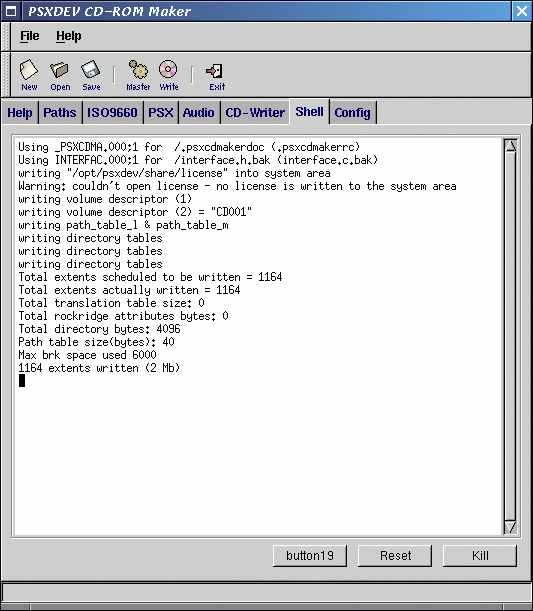 PSXDEV CD-ROM Maker
File Help
New Open Save Master Write Exit
Help Paths ISO9660 PSX Audio CD-Writer Shell Config
Using _PSXCDMA.000;1 for  /.psxcdmakerdoc (.psxcdmakerrc)
Using INTERFAC.000;1 for  /interface.h.bak (interface.c.bak)
writing "/opt/psxdev/share/license" into system area
Warning: couldn't open license - no license is written to the system area
writing volume descriptor (1)
writing volume descriptor (2) = "CD001"
writing path_table_l & path_table_m
writing directory tables
writing directory tables
writing directory tables
Total extents scheduled to be written = 1164
Total extents actually written = 1164
Total translation table size: 0
Total rockridge attributes bytes: 0
Total directory bytes: 4096
Path table size(bytes): 40
Max brk space used 6000
1164 extents written (2 Mb)
button19 Reset Kill